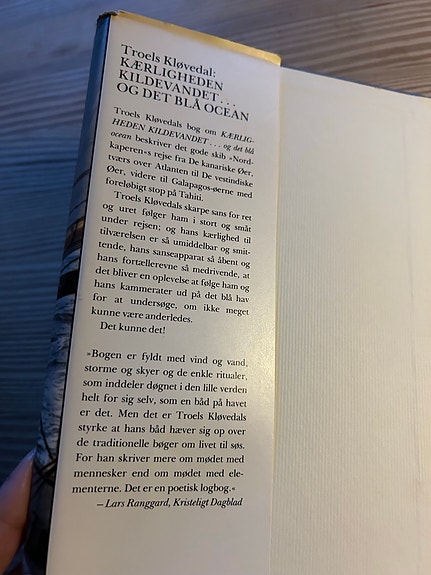 Troels Kløvedal:
KÆRLIGHEDEN
KILDEVANDET...
OG DET BLÅ OCEAN
Troels Kløvedals bog om KÆRLIG-
HEDEN KILDEVANDET... og det blå
ocean beskriver det gode skib »Nord-
kaperen«s rejse fra De kanariske Øer,
tværs over Atlanten til De vestindiske
Øer, videre til Galapagos-øerne med
foreløbigt stop på Tahiti.
Troels Kløvedals skarpe sans for ret
og uret følger ham i stort og småt
under rejsen; og hans kærlighed til
tilværelsen er så umiddelbar og smit-
tende, hans sanseapparat så åbent og
hans fortællerevne så medrivende, at
det bliver en oplevelse at følge ham og
hans kammerater ud på det blå hav
for at undersøge, om ikke meget
kunne være anderledes.
Det kunne det!
»Bogen er fyldt med vind og vand,
storme og skyer og de enkle ritualer,
som inddeler døgnet i den lille verden
helt for sig selv, som en båd på havet
er det. Men det er Troels Kløvedals
styrke at hans båd hæver sig op over
de traditionelle bøger om livet til søs.
For han skriver mere om mødet med
mennesker end om mødet med ele-
menterne. Det er en poetisk logbog.«
– Lars Ranggard, Kristeligt Dagblad